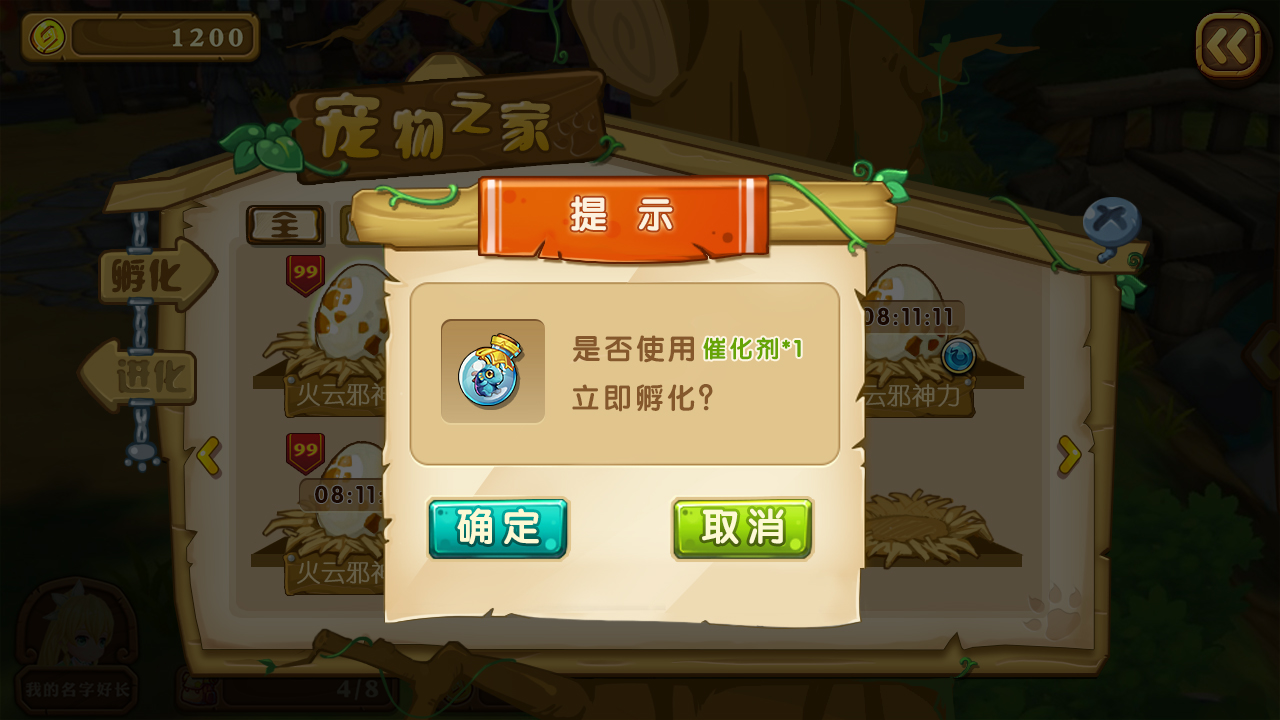 1200
宠物之家
提 示
全
孵化
99
08:11:11
是否使用催化剂*1
立即孵化？
进化
火云邪神
云邪神力
99
08:11:
确定
取消
火云邪神
我的名字好长
4/8